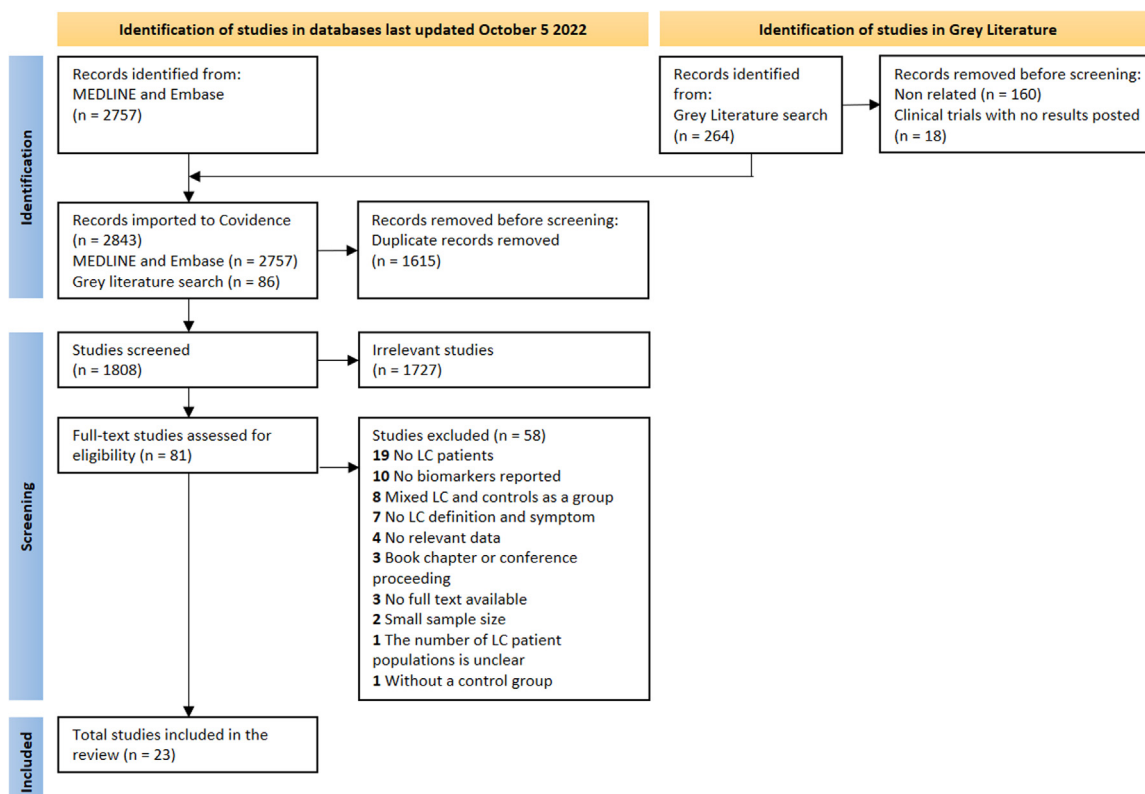 Identification of studies in databases last updated October 5 2022
Identification of studies in Grey Literature
Identification
Records identified from:
MEDLINE and Embase
(n = 2757)
Records identified
from:
Grey Literature search
(n = 264)
Records removed before screening:
Non related (n = 160)
Clinical trials with no results posted
(n = 18)
Records imported to Covidence
(n = 2843)
MEDLINE and Embase (n = 2757)
Grey literature search (n = 86)
Records removed before screening:
Duplicate records removed
(n = 1615)
Screening
Studies screened
(n = 1808)
Irrelevant studies
(n = 1727)
Full-text studies assessed for
eligibility (n = 81)
Studies excluded (n = 58)
19 No LC patients
10 No biomarkers reported
8 Mixed LC and controls as a group
7 No LC definition and symptom
4 No relevant data
3 Book chapter or conference
proceeding
3 No full text available
2 Small sample size
1 The number of LC patient
populations is unclear
1 Without a control group
Included
Total studies included in the
review (n = 23)